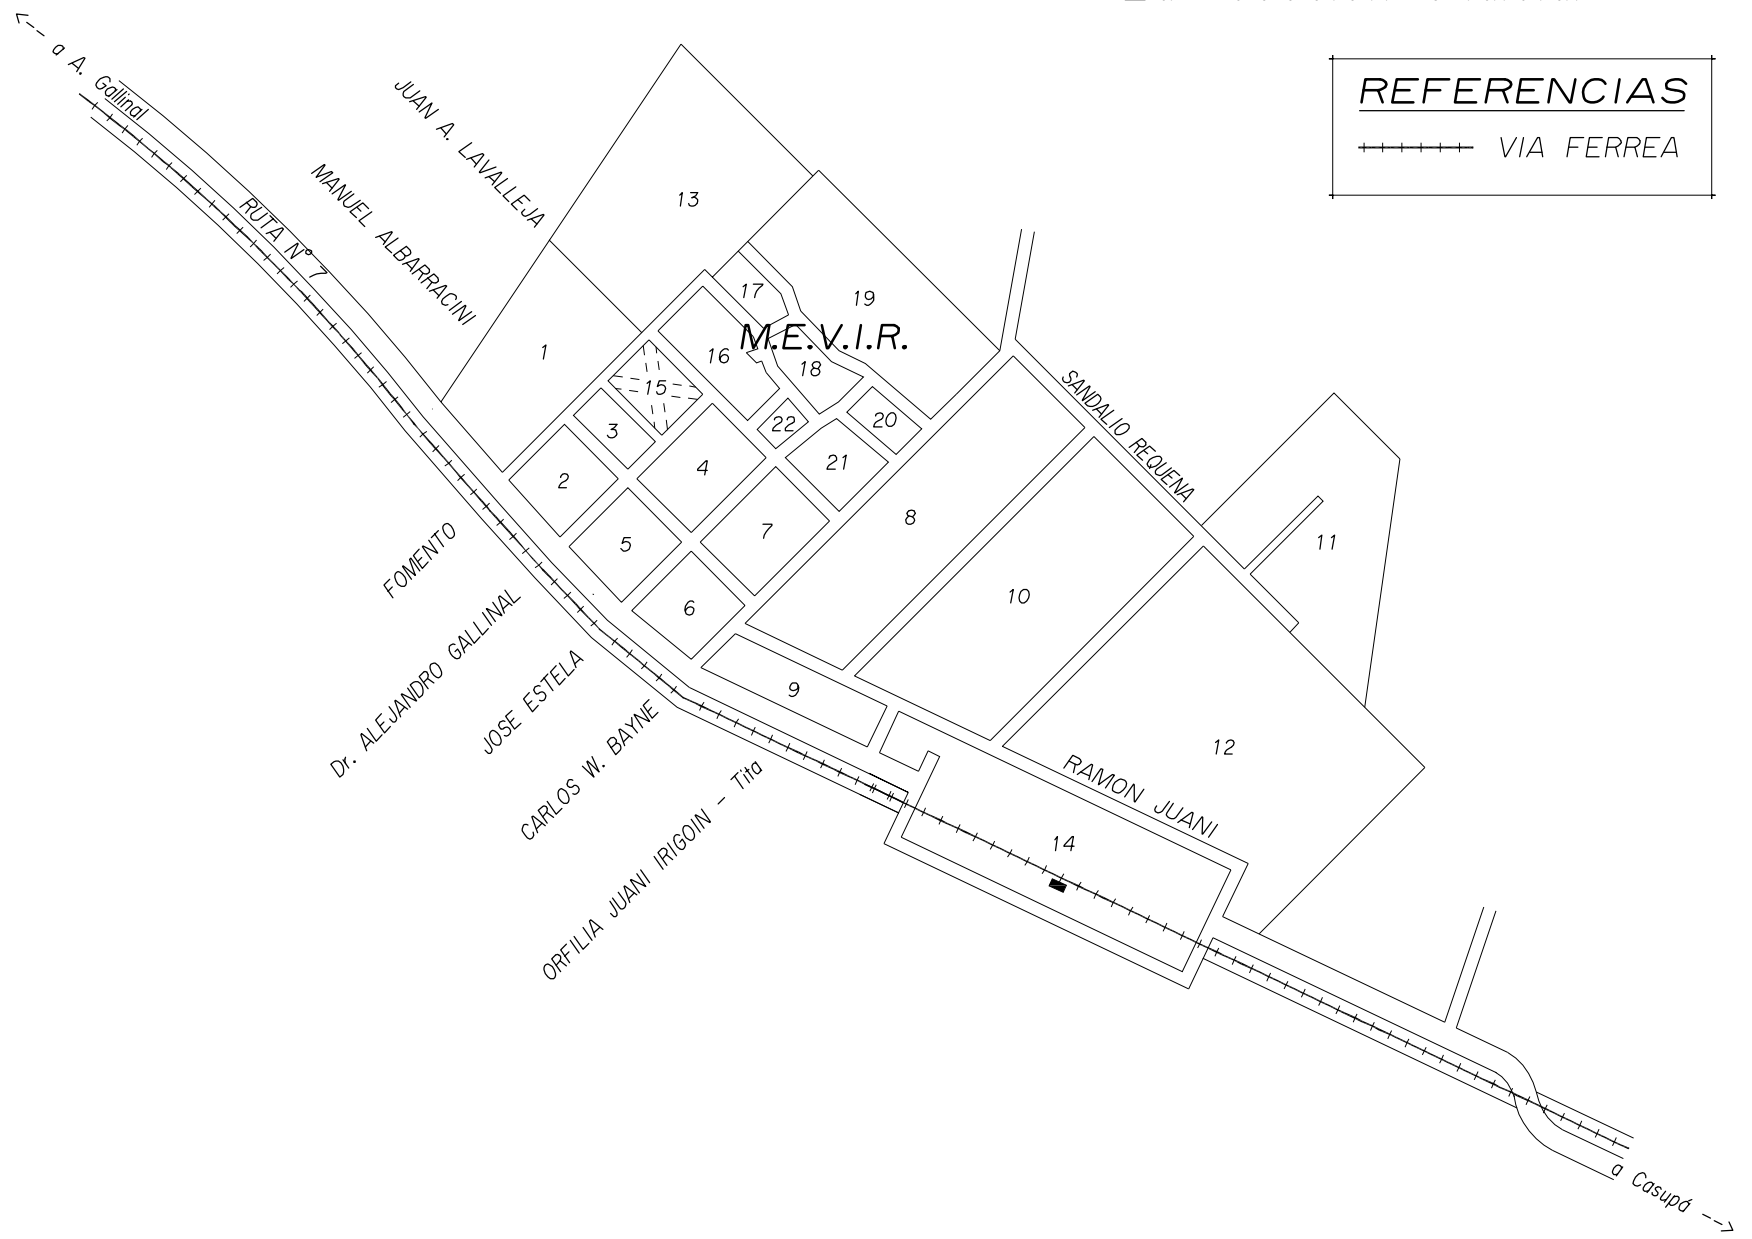 REFERENCIAS
VIA FERREA
a A. Gallinal
RUTA Nº 7
JUAN A. LAVALLEJA
MANUEL ALBARRACINI
13
1
17
19
M.E.V.I.R.
16
18
15
3
22
20
2
4
21
SANDALIO REQUENA
5
7
8
11
FOMENTO
6
10
Dr. ALEJANDRO GALLINAL
JOSE ESTELA
9
CARLOS W. BAYNE
12
ORFILIA JUANI IRIGOIN - Tita
RAMON JUANI
14
a Casupá